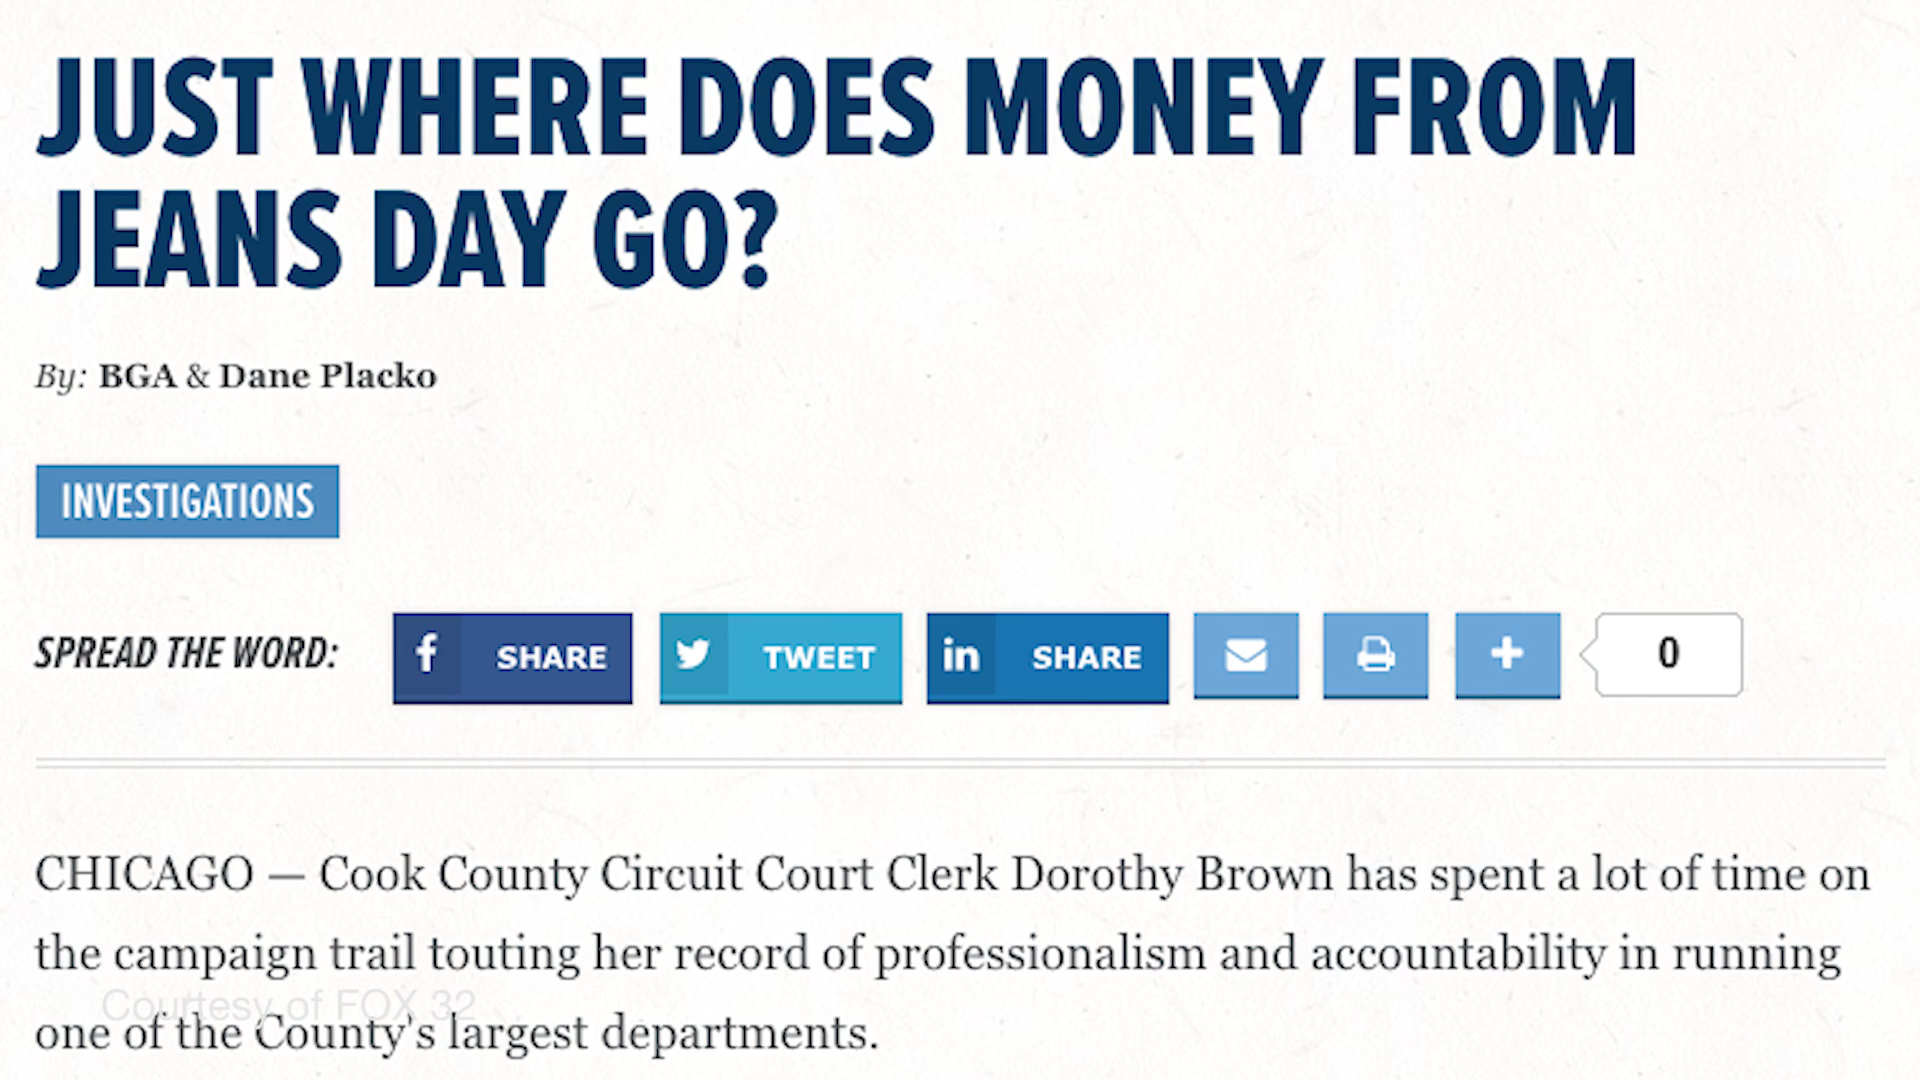 JUST WHERE DOES MONEY FROM
JEANS DAY GO?
By: BGA & Dane Placko
INVESTIGATIONS
SPREAD THE WORD:
f SHARE
TWEET
in SHARE
0
CHICAGO — Cook County Circuit Court Clerk Dorothy Brown has spent a lot of time on
the campaign trail touting her record of professionalism and accountability in running
Courtesy of FOX 32
one of the County's largest departments.